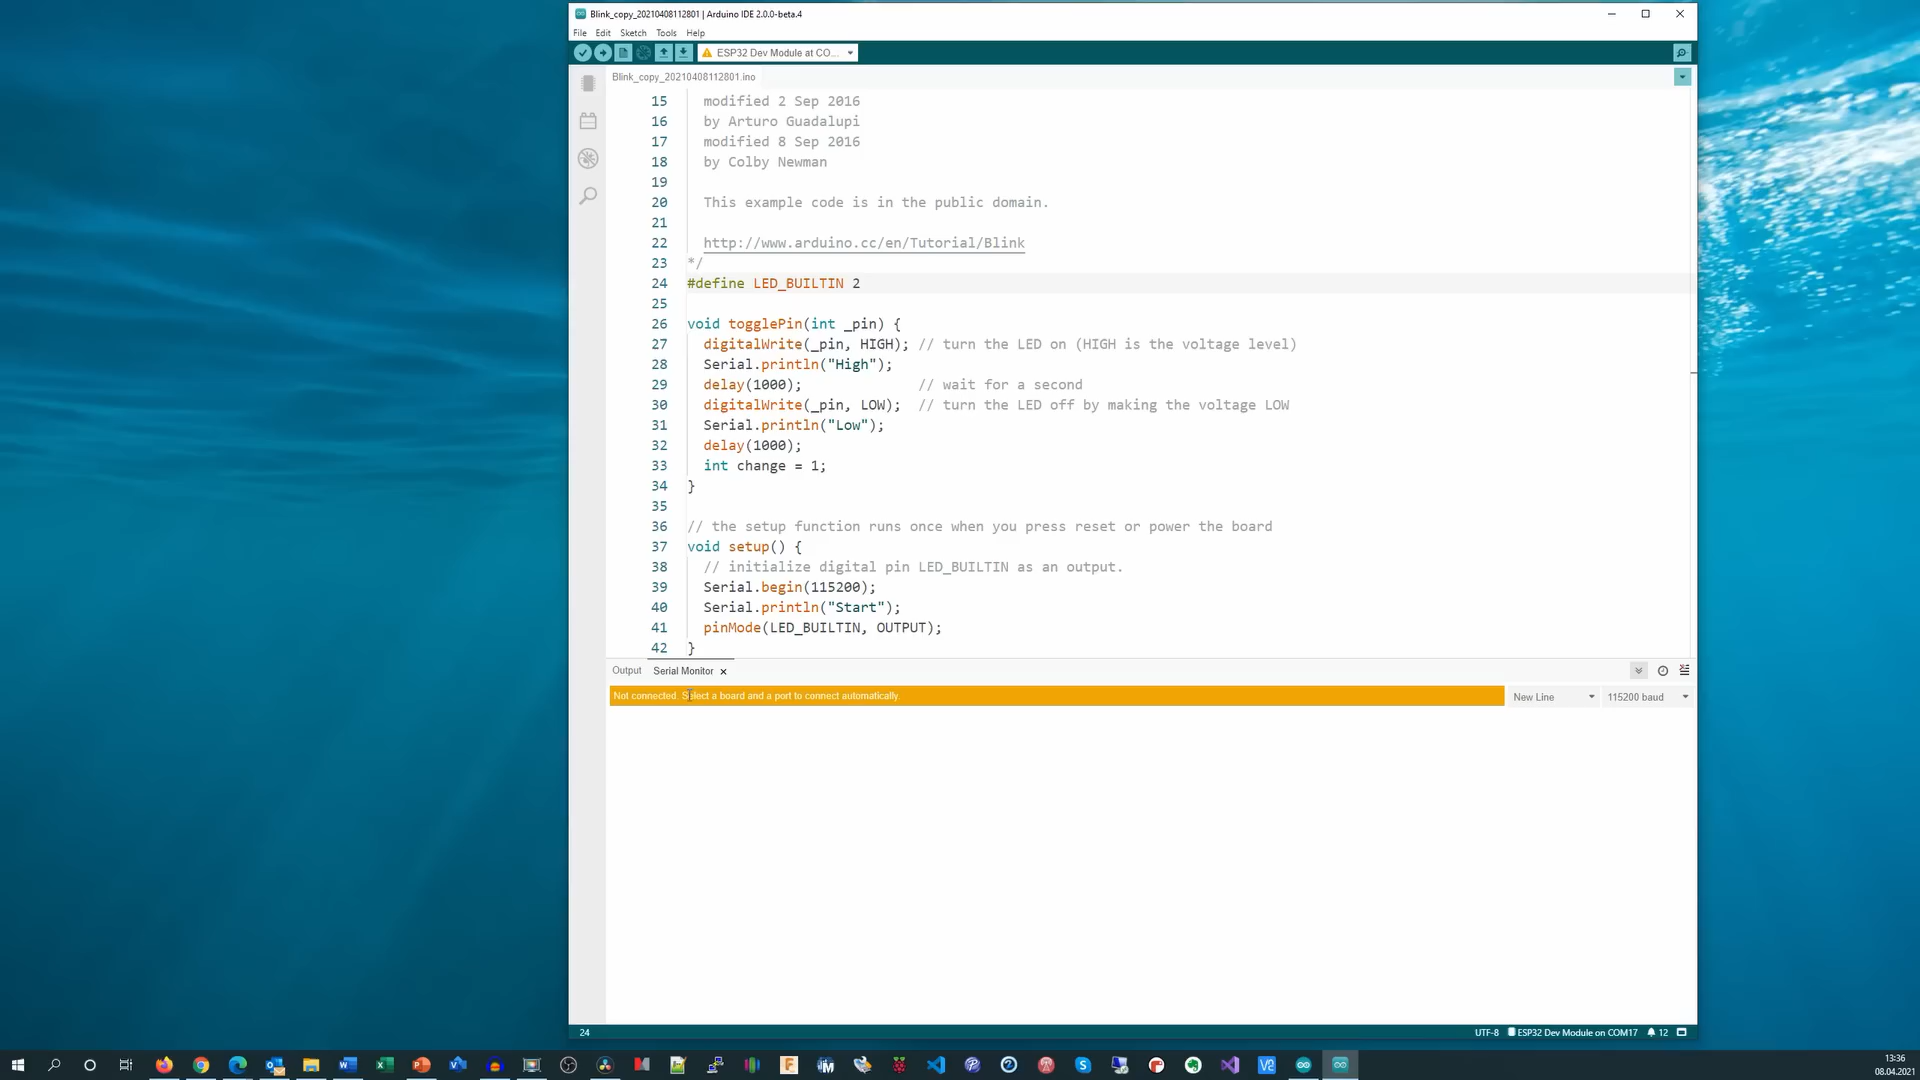 Blink_copy_20210408112801 | Arduino IDE 2.0.0-beta.4
File Edit Sketch Tools Help
ESP32 Dev Module at CO...
Blink_copy_20210408112801.ino
15 modified 2 Sep 2016
16 by Arturo Guadalupi
17 modified 8 Sep 2016
18 by Colby Newman
19
20 This example code is in the public domain.
21
22 http://www.arduino.cc/en/Tutorial/Blink
23 */
24 #define LED_BUILTIN 2
25
26 void togglePin(int _pin) {
27 digitalWrite(_pin, HIGH); // turn the LED on (HIGH is the voltage level)
28 Serial.println("High");
29 delay(1000); // wait for a second
30 digitalWrite(_pin, LOW); // turn the LED off by making the voltage LOW
31 Serial.println("Low");
32 delay(1000);
33 int change = 1;
34 }
35
36 // the setup function runs once when you press reset or power the board
37 void setup() {
38 // initialize digital pin LED_BUILTIN as an output.
39 Serial.begin(115200);
40 Serial.println("Start");
41 pinMode(LED_BUILTIN, OUTPUT);
42 }
Output Serial Monitor
Not connected. Select a board and a port to connect automatically. New Line 115200 baud
24 UTF-8 ESP32 Dev Module on COM17 12
13:36
08.04.2021